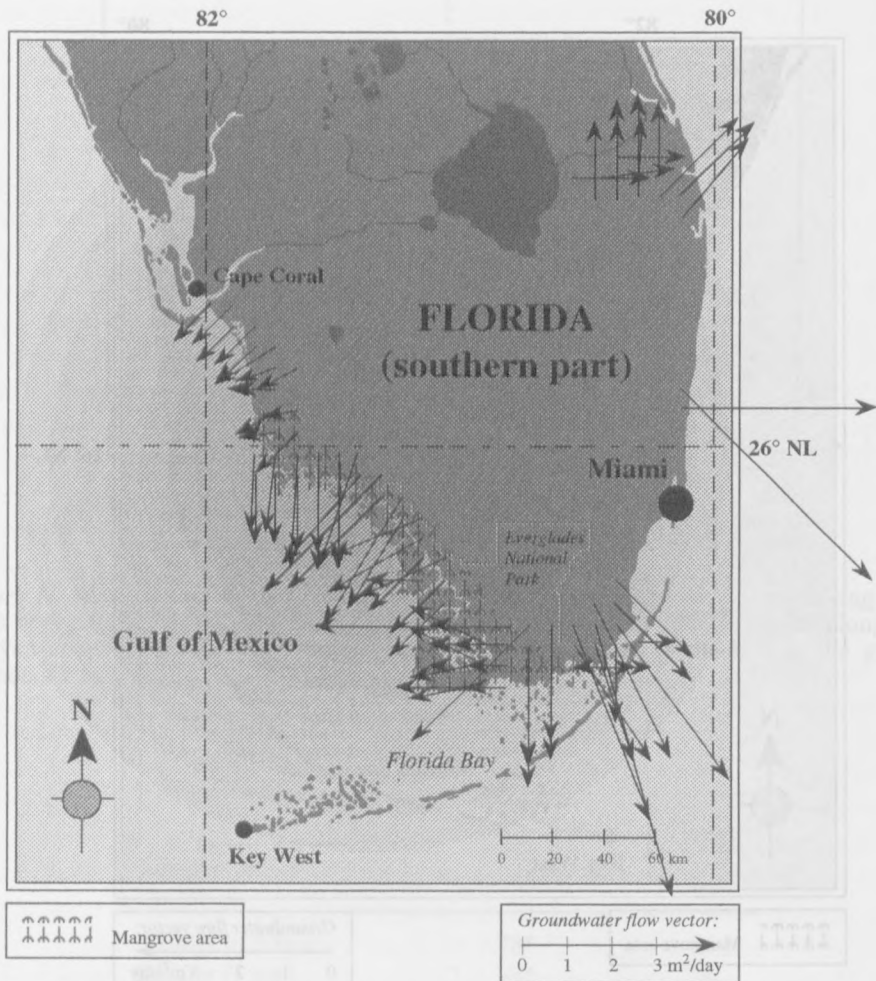 82°
80°
Cape Coral
FLORIDA
(southern part)
26° NL
Miami
Everglades
National
Park
Gulf of Mexico
N
Florida Bay
Key West
0 20 40 60 km
Mangrove area
Groundwater flow vector:
0 1 2 3 m²/day